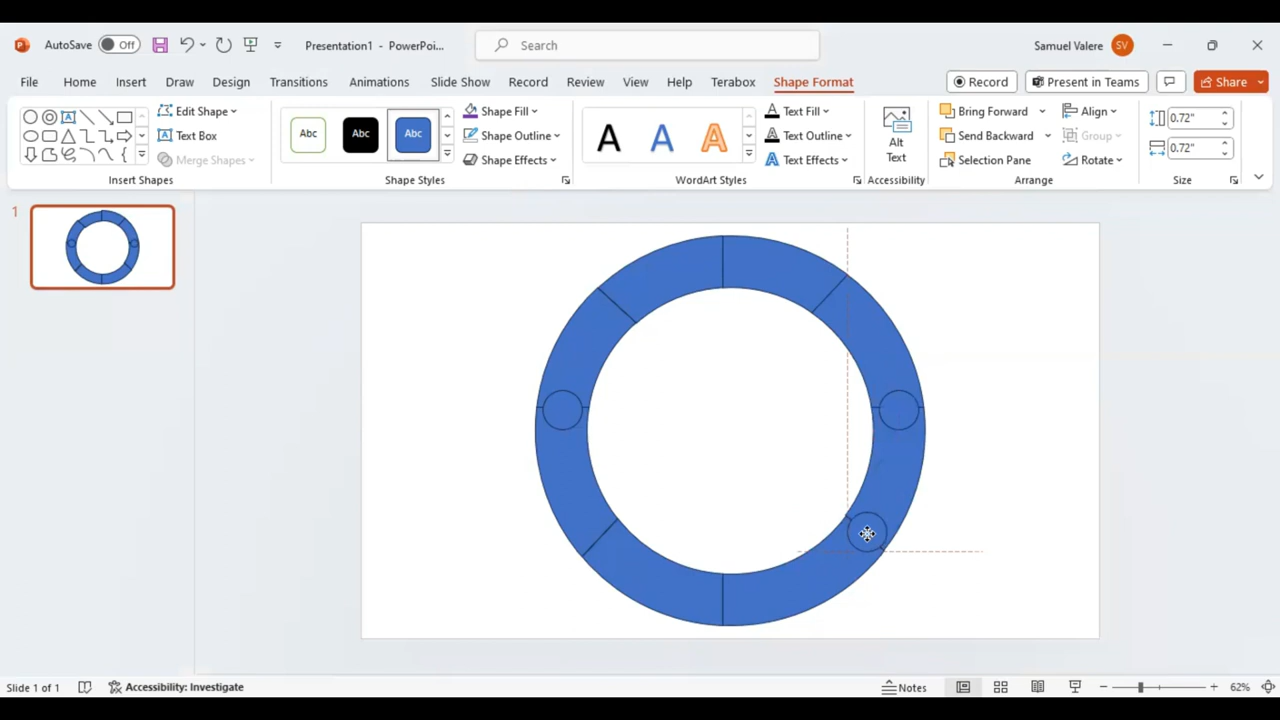 AutoSave Off Presentation1 - PowerPoi... Search Samuel Valere SV
File Home Insert Draw Design Transitions Animations Slide Show Record Review View Help Terabox Shape Format Record Present in Teams Share
Edit Shape Abc Abc Abc Shape Fill A A A Text Fill Bring Forward Align 0.72"
Text Box Shape Outline Text Outline Alt Text Send Backward Group 0.72"
Merge Shapes Shape Effects Text Effects Selection Pane Rotate
Insert Shapes Shape Styles WordArt Styles Accessibility Arrange Size
1
Slide 1 of 1 Accessibility: Investigate Notes 62%